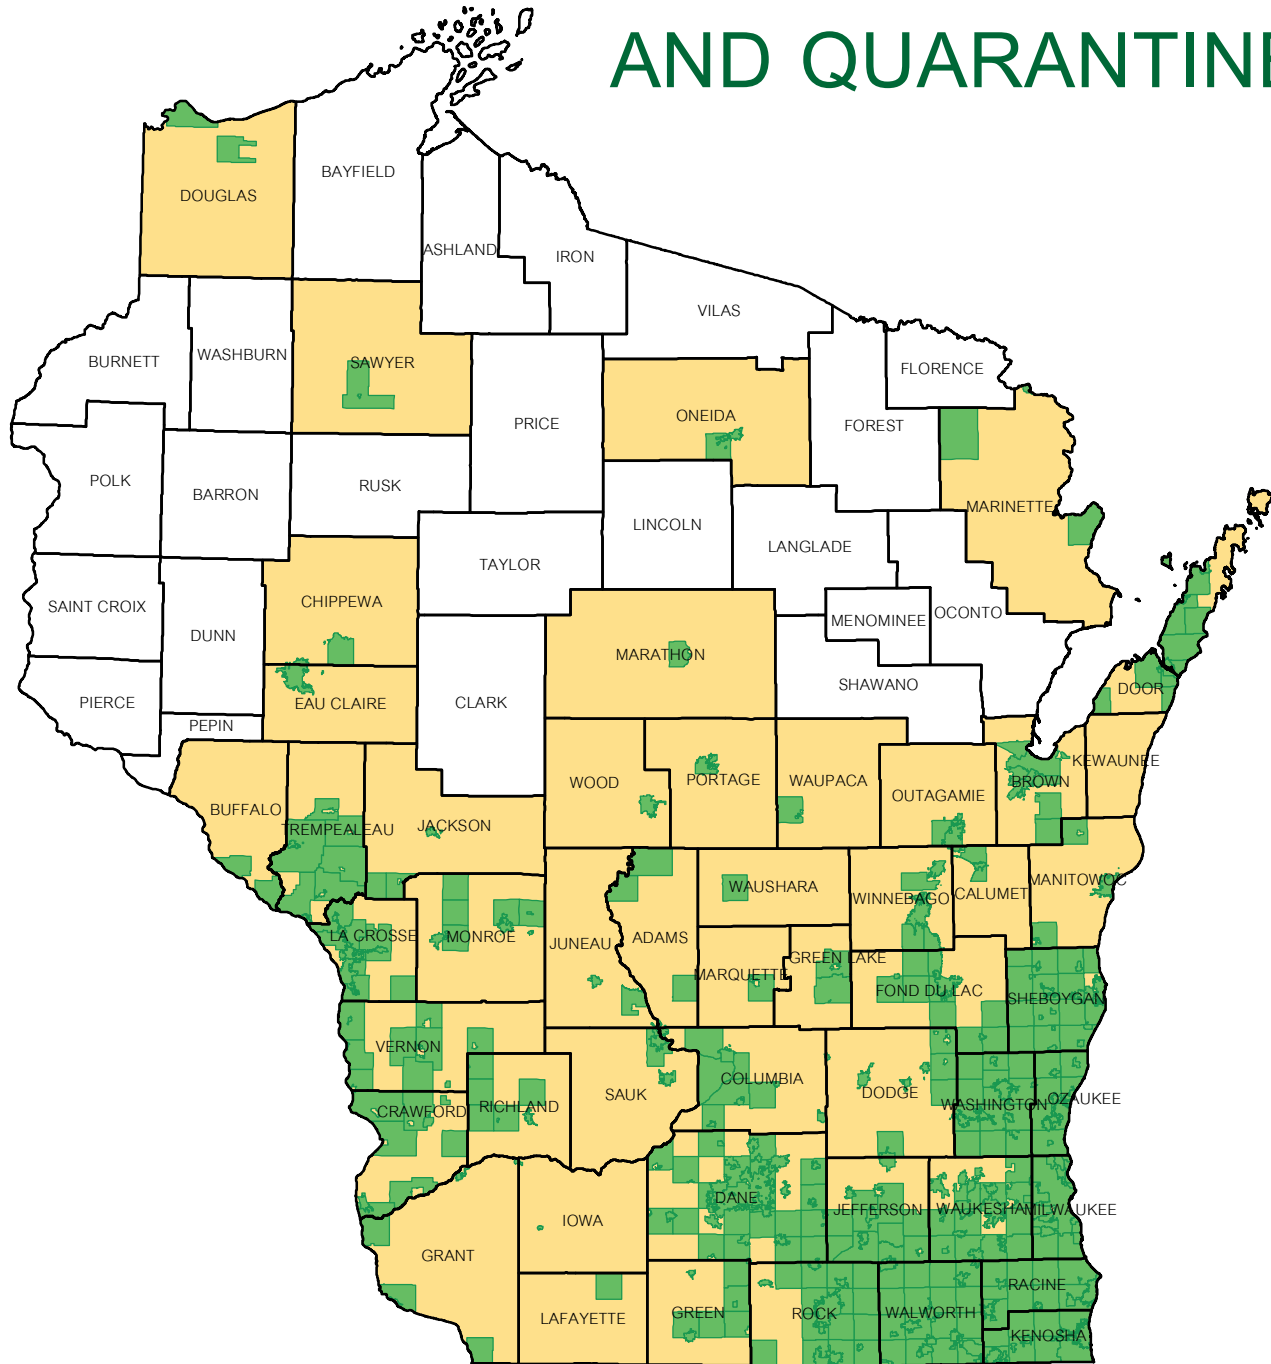 AND QUARANTINE
BAYFIELD
DOUGLAS
ASHLAND
IRON
VILAS
BURNETT
WASHBURN
SAWYER
FLORENCE
ONEIDA
PRICE
FOREST
POLK
BARRON
RUSK
MARINETTE
LINCOLN
LANGLADE
TAYLOR
SAINT CROIX
CHIPPEWA
DUNN
MENOMINEE
OCONTO
MARATHON
SHAWANO
DOOR
PIERCE
EAU CLAIRE
CLARK
PEPIN
KEWAUNEE
WOOD
PORTAGE
WAUPACA
BROWN
OUTAGAMIE
BUFFALO
TREMPEALEAU
JACKSON
WAUSHARA
WINNEBAGO
CALUMET
MANITOWOC
LA CROSSE
MONROE
JUNEAU
ADAMS
GREEN LAKE
MARQUETTE
FOND DU LAC
SHEBOYGAN
VERNON
SAUK
COLUMBIA
DODGE
CRAWFORD
RICHLAND
WASHINGTON
OZAUKEE
DANE
JEFFERSON
WAUKESHA
MILWAUKEE
IOWA
GRANT
RACINE
LAFAYETTE
GREEN
ROCK
WALWORTH
KENOSHA